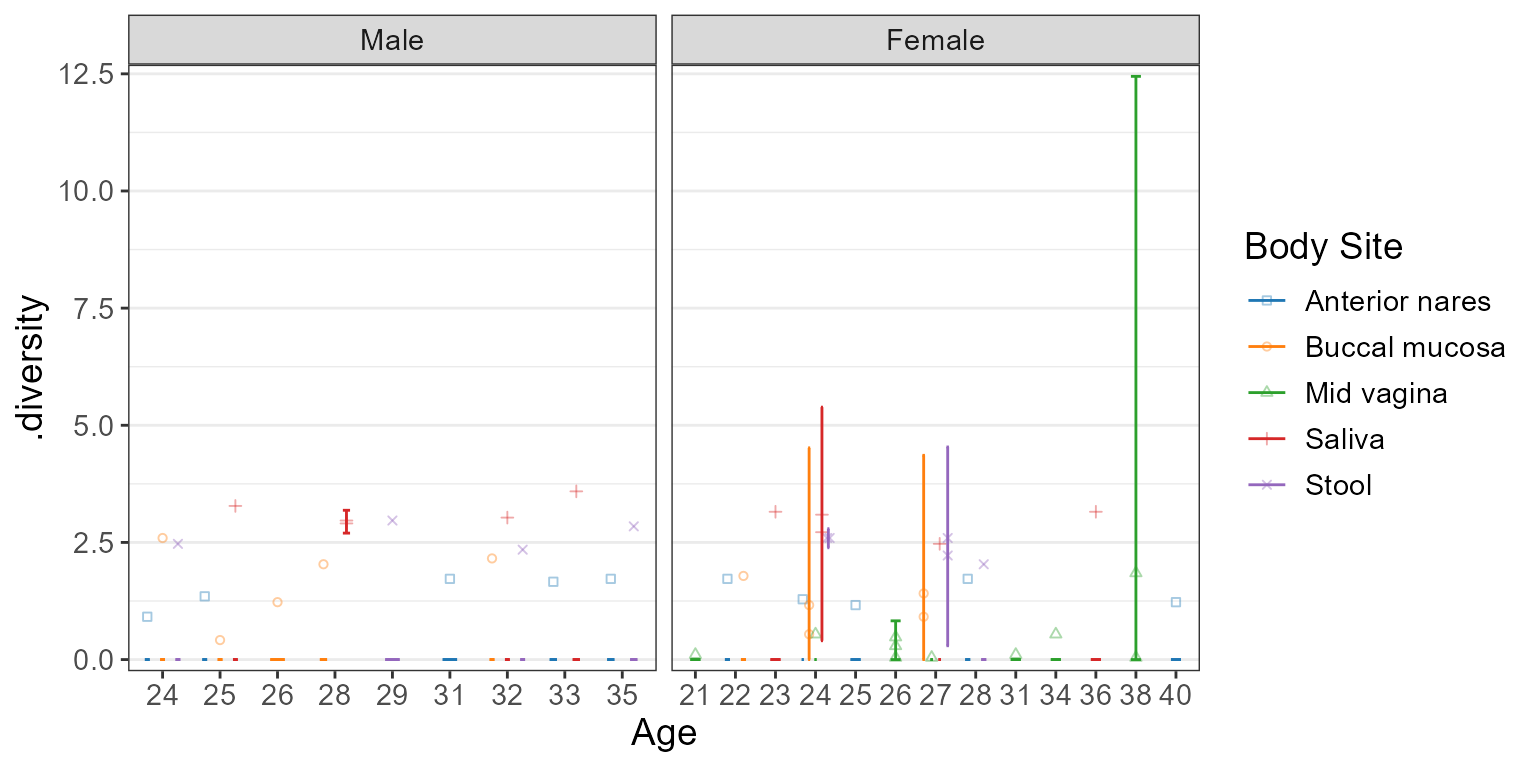 Male Female
12.5
10.0
7.5
5.0
2.5
0.0
.diversity
24 25 26 28 29 31 32 33 35 21 22 23 24 25 26 27 28 31 34 36 38 40
Age
Body Site
Anterior nares
Buccal mucosa
Mid vagina
Saliva
Stool